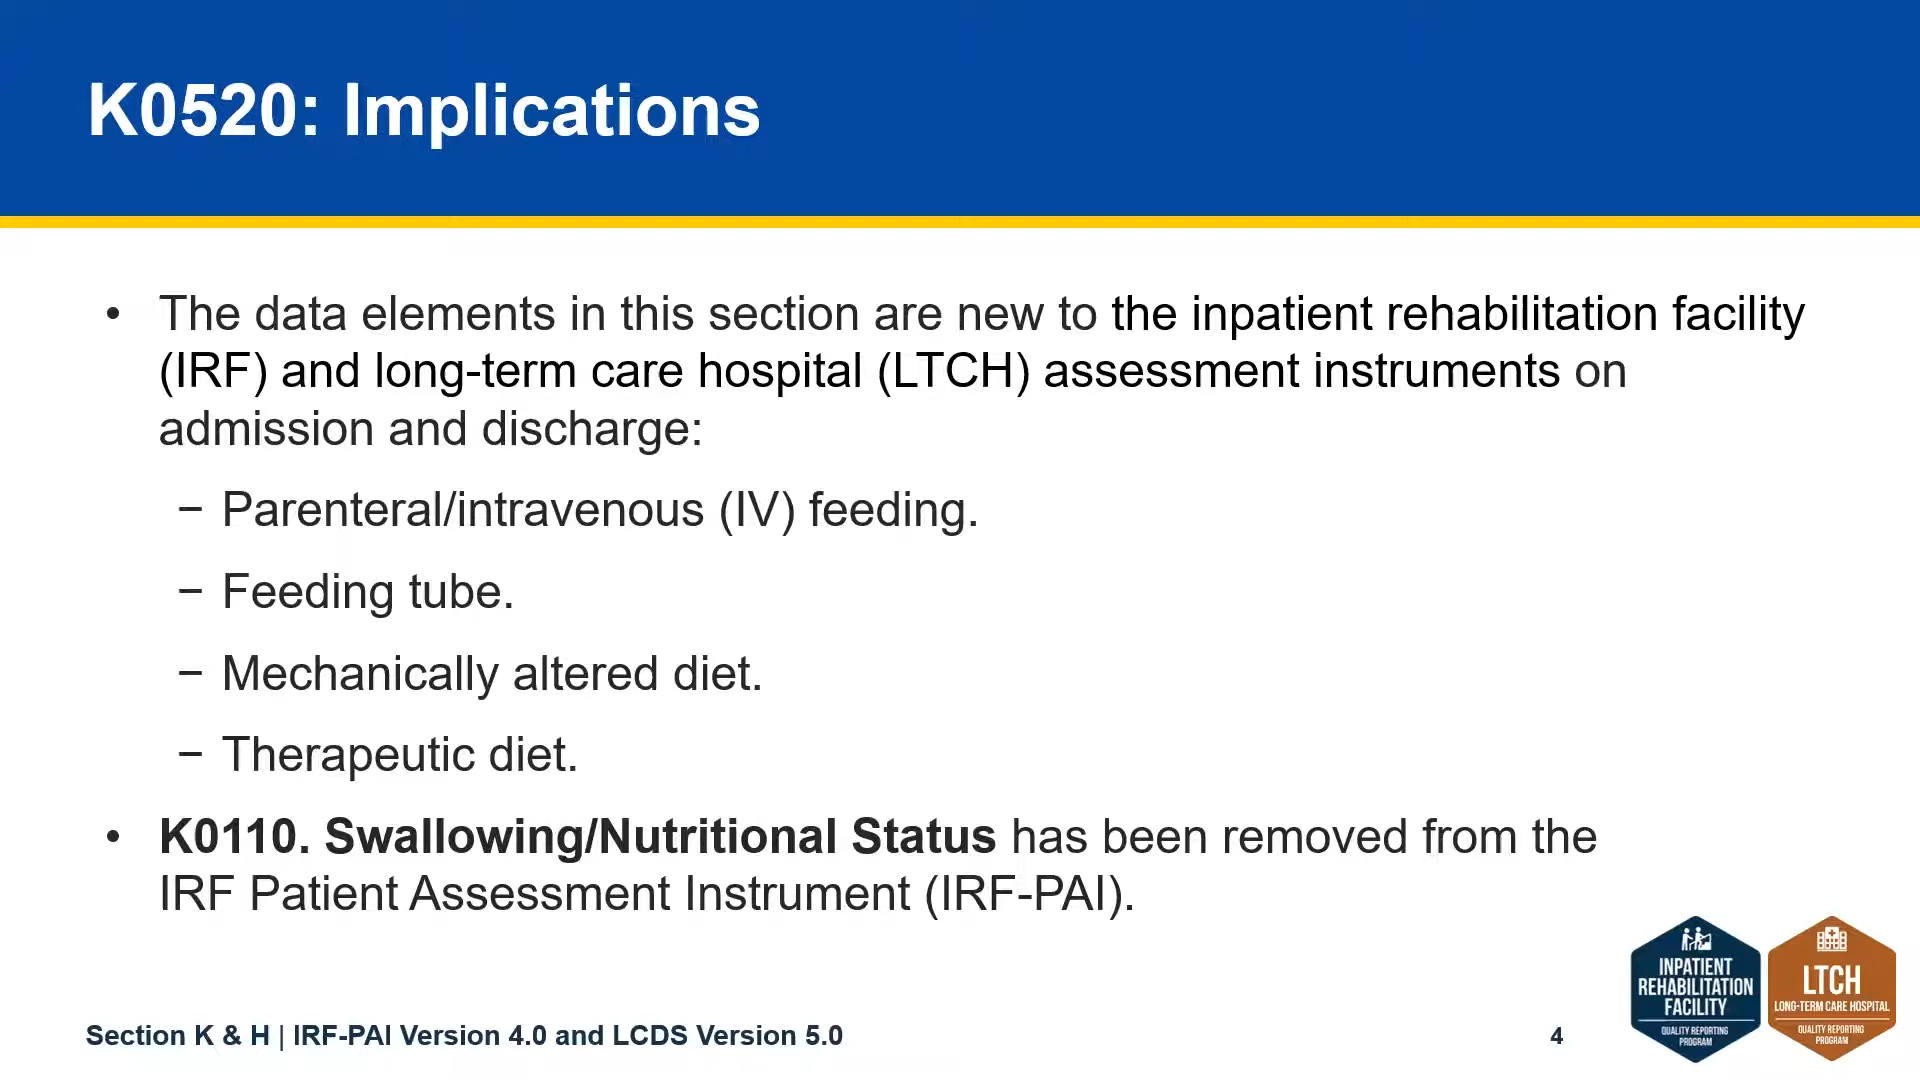 K0520: Implications
• The data elements in this section are new to the inpatient rehabilitation facility
(IRF) and long-term care hospital (LTCH) assessment instruments on
admission and discharge:
− Parenteral/intravenous (IV) feeding.
− Feeding tube.
− Mechanically altered diet.
− Therapeutic diet.
• K0110. Swallowing/Nutritional Status has been removed from the
IRF Patient Assessment Instrument (IRF-PAI).
Section K & H | IRF-PAI Version 4.0 and LCDS Version 5.0
4
INPATIENT
REHABILITATION
FACILITY
QUALITY REPORTING
PROGRAM
LTCH
LONG-TERM CARE HOSPITAL
QUALITY REPORTING
PROGRAM